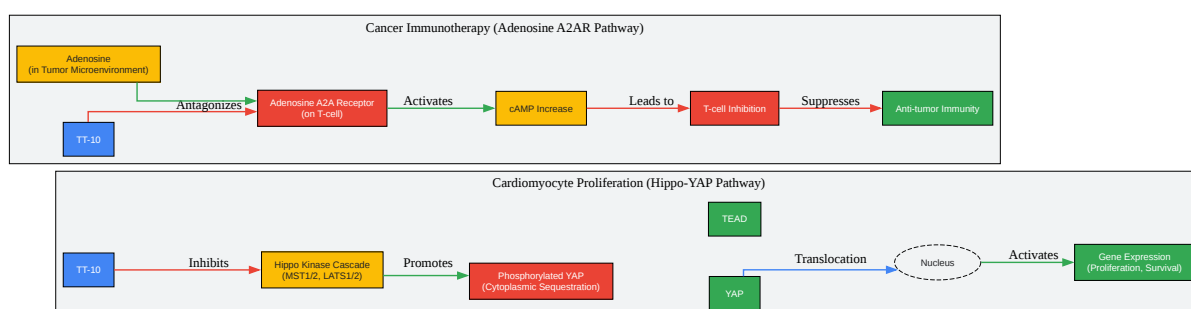 Cancer Immunotherapy (Adenosine A2AR Pathway)
Adenosine
(in Tumor Microenvironment)
Antagonizes
Adenosine A2A Receptor
(on T-cell)
Activates
cAMP Increase
Leads to
T-cell Inhibition
Suppresses
Anti-tumor Immunity
TT-10
Cardiomyocyte Proliferation (Hippo-YAP Pathway)
TEAD
TT-10
Inhibits
Hippo Kinase Cascade
(MST1/2, LATS1/2)
Promotes
Phosphorylated YAP
(Cytoplasmic Sequestration)
YAP
Translocation
Nucleus
Activates
Gene Expression
(Proliferation, Survival)